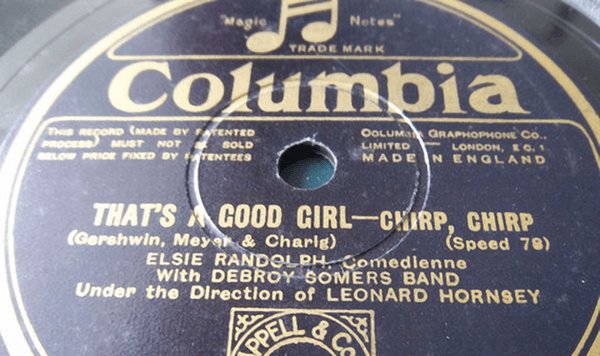 "Magic Notes"
TRADE MARK
Columbia
THIS RECORD (MADE BY PATENTED
PROCESS) MUST NOT BE SOLD
BELOW PRICE FIXED BY PATENTEES
COLUMBIA GRAPHOPHONE CO.,
LIMITED — LONDON, E.C.1
MADE IN ENGLAND
THAT'S A GOOD GIRL—CHIRP, CHIRP
(Gershwin, Meyer & Charig) (Speed 78)
ELSIE RANDOLPH, Comedienne
With DEBROY SOMERS BAND
Under the Direction of LEONARD HORNSEY
APPELL & CO